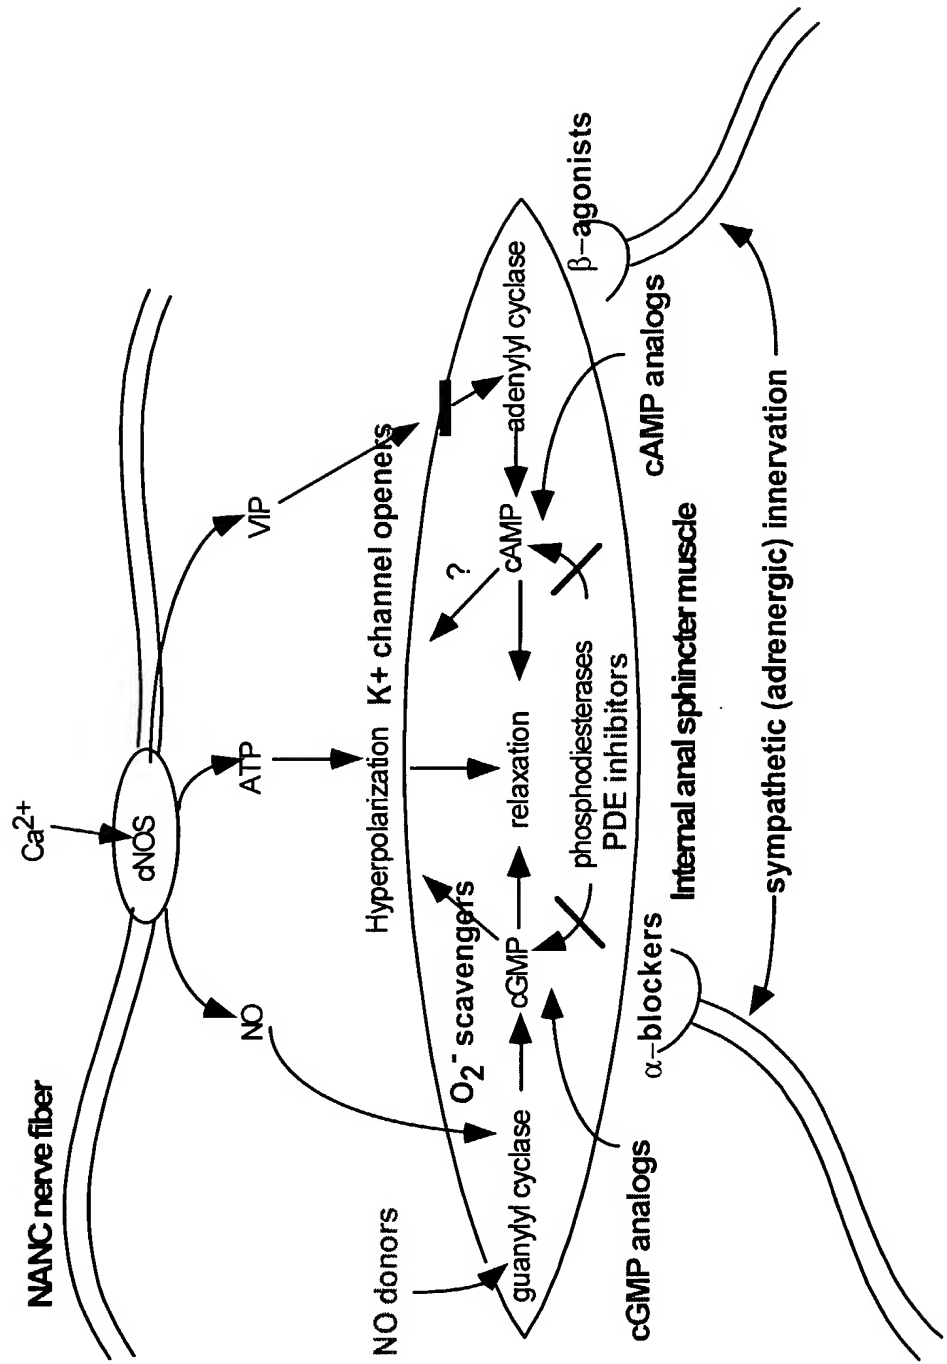 NANC nerve fiber
Ca2+
cNOS
NO
ATP
VIP
NO donors
Hyperpolarization
K+ channel openers
O2- scavengers
?
guanylyl cyclase
cGMP
relaxation
cAMP
adenylyl cyclase
phosphodiesterases
PDE inhibitors
β-agonists
cGMP analogs
α-blockers
Internal anal sphincter muscle
cAMP analogs
sympathetic (adrenergic) innervation